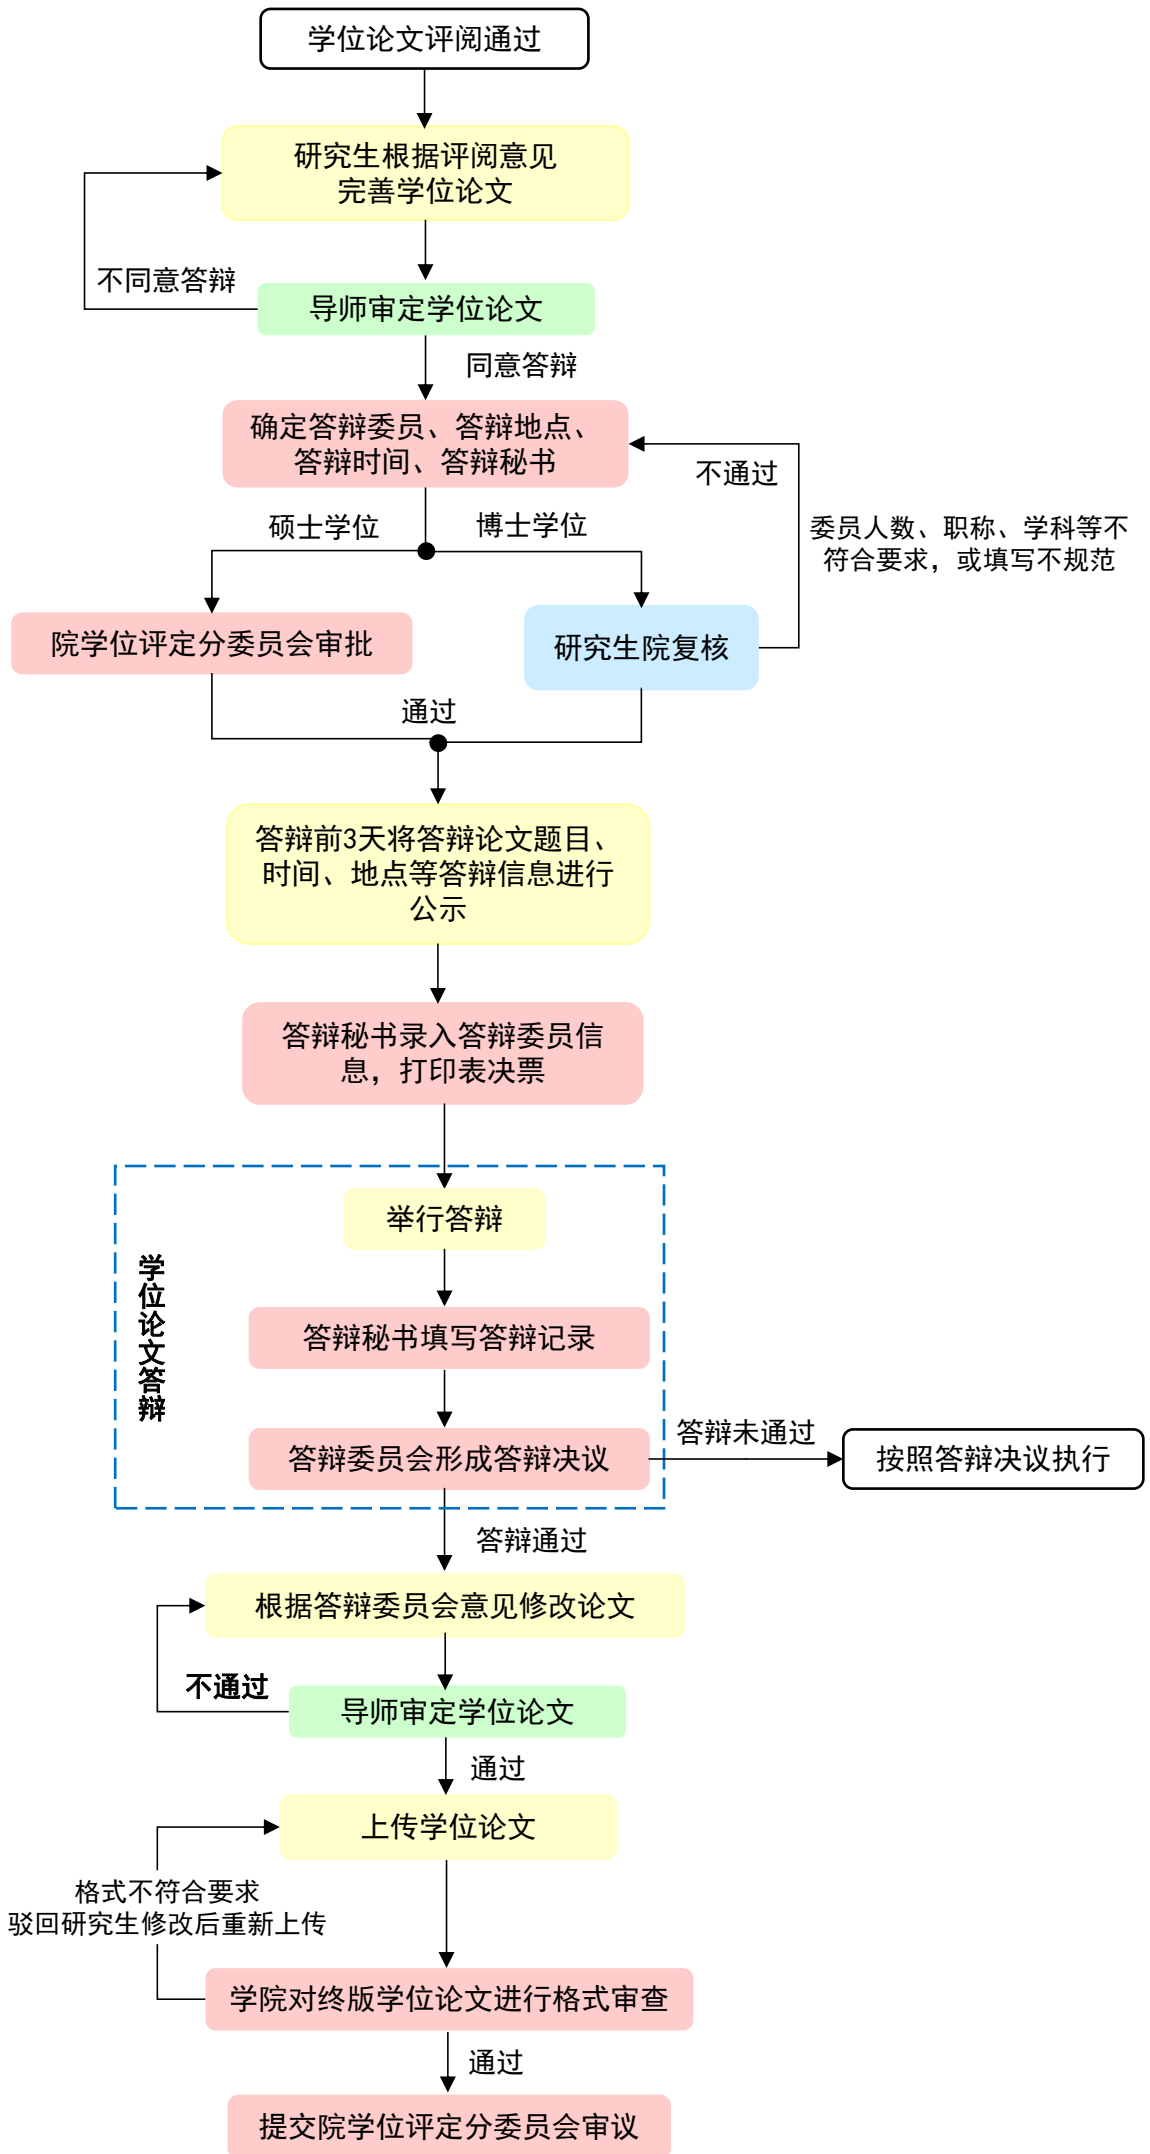 学位论文评阅通过
研究生根据评阅意见
完善学位论文
不同意答辩
导师审定学位论文
同意答辩
确定答辩委员、答辩地点、
答辩时间、答辩秘书
不通过
硕士学位
博士学位
委员人数、职称、学科等不
符合要求，或填写不规范
院学位评定分委员会审批
研究生院复核
通过
答辩前3天将答辩论文题目、
时间、地点等答辩信息进行
公示
答辩秘书录入答辩委员信
息，打印表决票
学位论文答辩
举行答辩
答辩秘书填写答辩记录
答辩委员会形成答辩决议
答辩未通过
按照答辩决议执行
答辩通过
根据答辩委员会意见修改论文
不通过
导师审定学位论文
通过
上传学位论文
格式不符合要求
驳回研究生修改后重新上传
学院对终版学位论文进行格式审查
通过
提交院学位评定分委员会审议